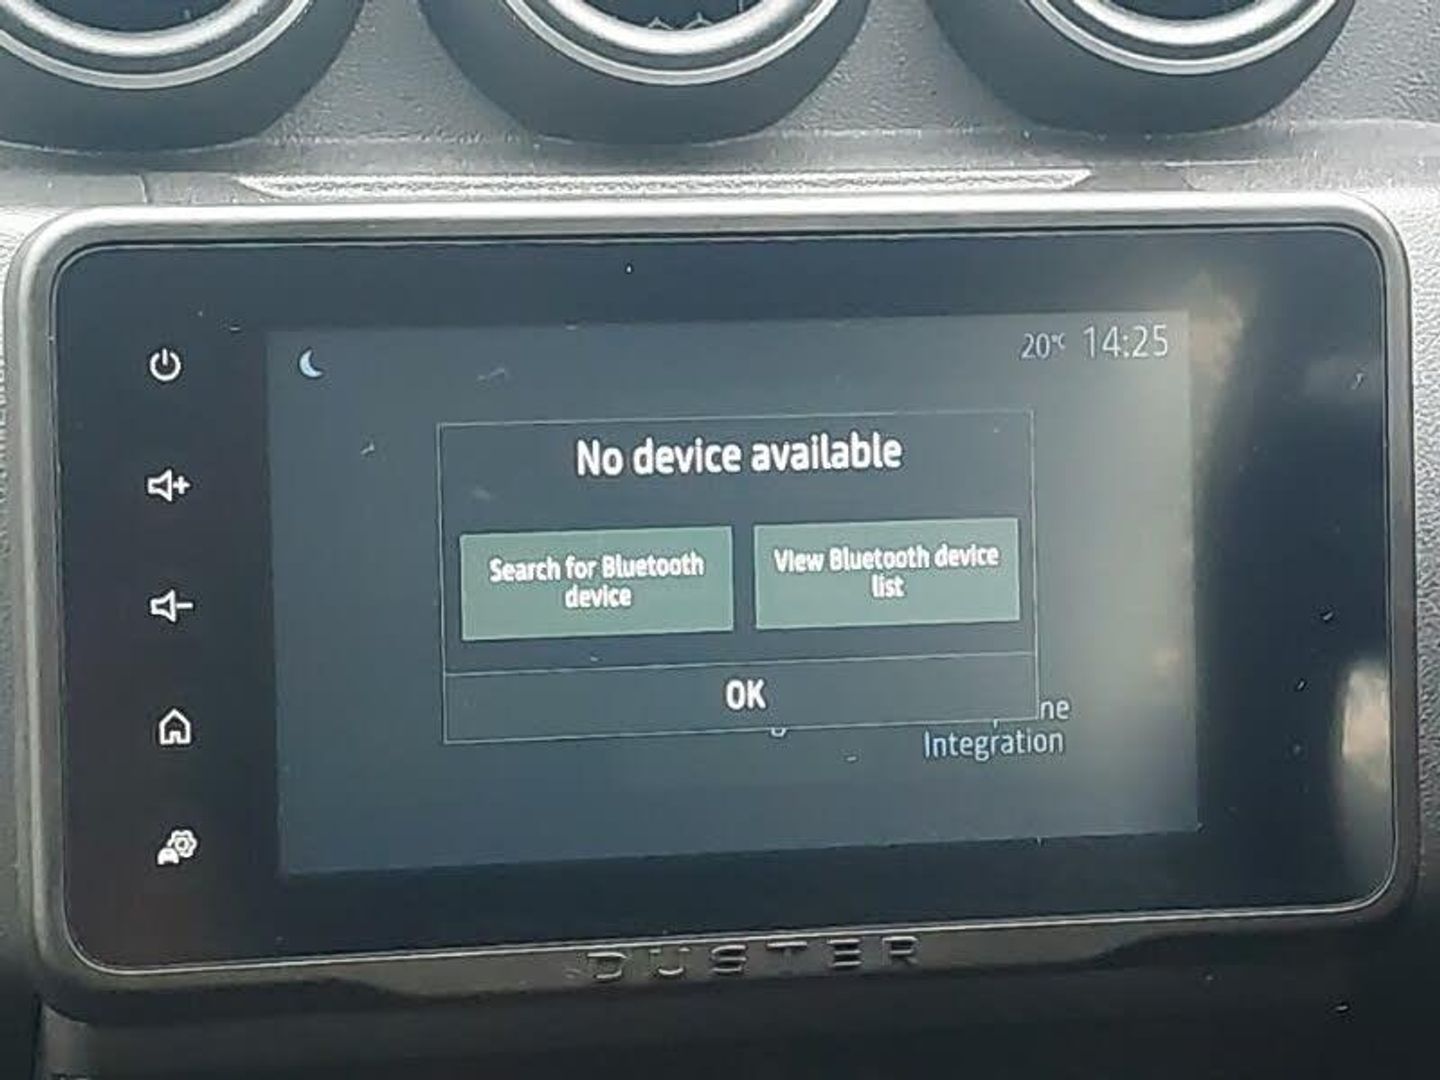 20°C 14:25
No device available
Search for Bluetooth
device
View Bluetooth device
list
OK
Integration
DUSTER